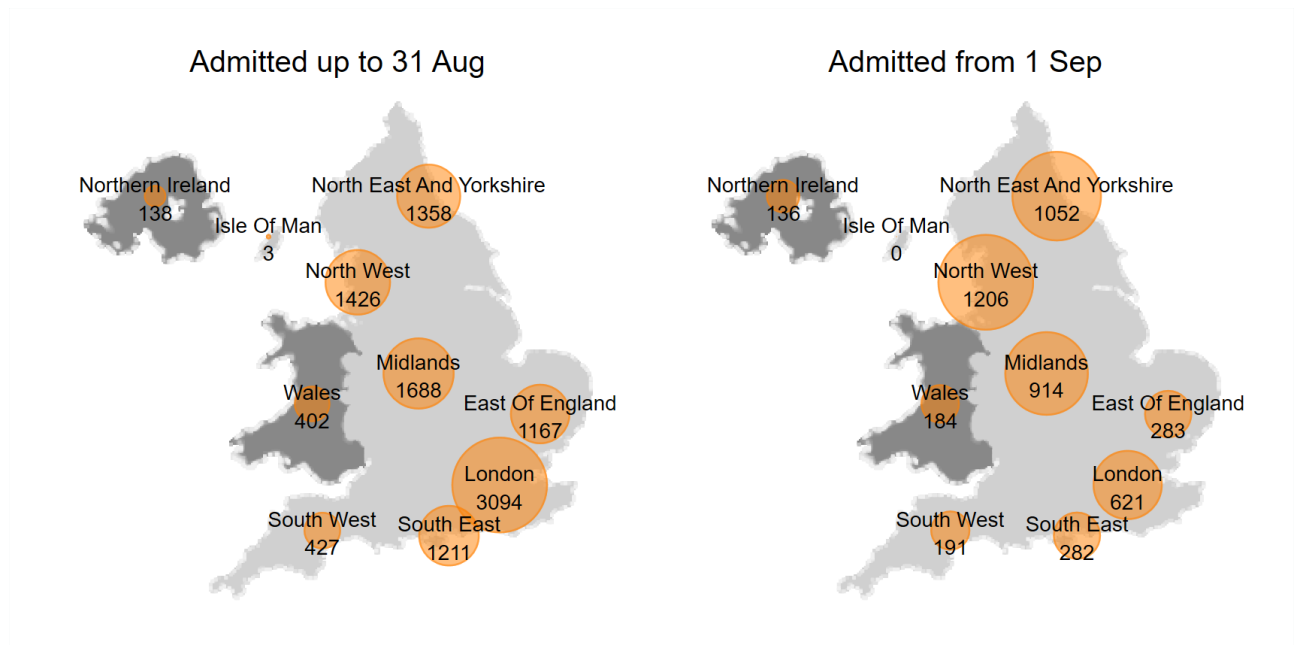 Admitted up to 31 Aug
Northern Ireland
138
North East And Yorkshire
1358
Isle Of Man
3
North West
1426
Midlands
1688
Wales
402
East Of England
1167
London
3094
South West
427
South East
1211
Admitted from 1 Sep
Northern Ireland
136
North East And Yorkshire
1052
Isle Of Man
0
North West
1206
Midlands
914
Wales
184
East Of England
283
London
621
South West
191
South East
282